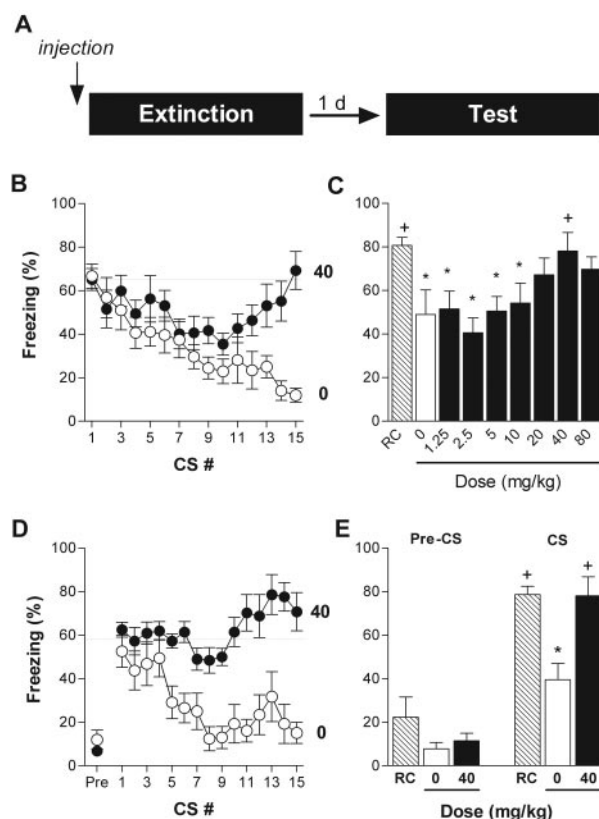 A
injection
Extinction
1 d
Test
B
C
100
80
60
40
20
0
Freezing (%)
40
0
1 3 5 7 9 11 13 15
CS #
100
80
60
40
20
0
+
* * * * *
+
RC 0 1.25 2.5 5 10 20 40 80
Dose (mg/kg)
D
E
100
80
60
40
20
0
Freezing (%)
40
0
Pre 1 3 5 7 9 11 13 15
CS #
Pre-CS CS
100
80
60
40
20
0
+ +
*
RC 0 40 RC 0 40
Dose (mg/kg)